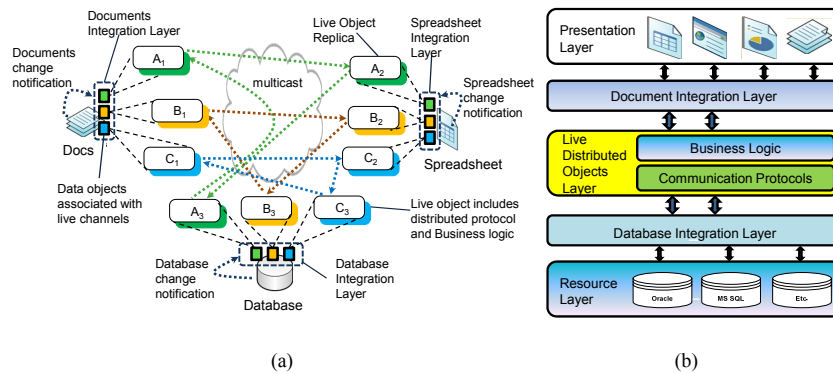 Documents
Integration Layer
Documents
change
notification
Live Object
Replica
Spreadsheet
Integration
Layer
Spreadsheet
change
notification
multicast
A1
A2
B1
B2
C1
C2
A3
B3
C3
Docs
Spreadsheet
Data objects
associated with
live channels
Live object includes
distributed protocol
and Business logic
Database
change
notification
Database
Integration
Layer
Database
(a)
Presentation
Layer
Document Integration Layer
Live
Distributed
Objects
Layer
Business Logic
Communication Protocols
Database Integration Layer
Resource
Layer
Oracle
MS SQL
Etc.
(b)